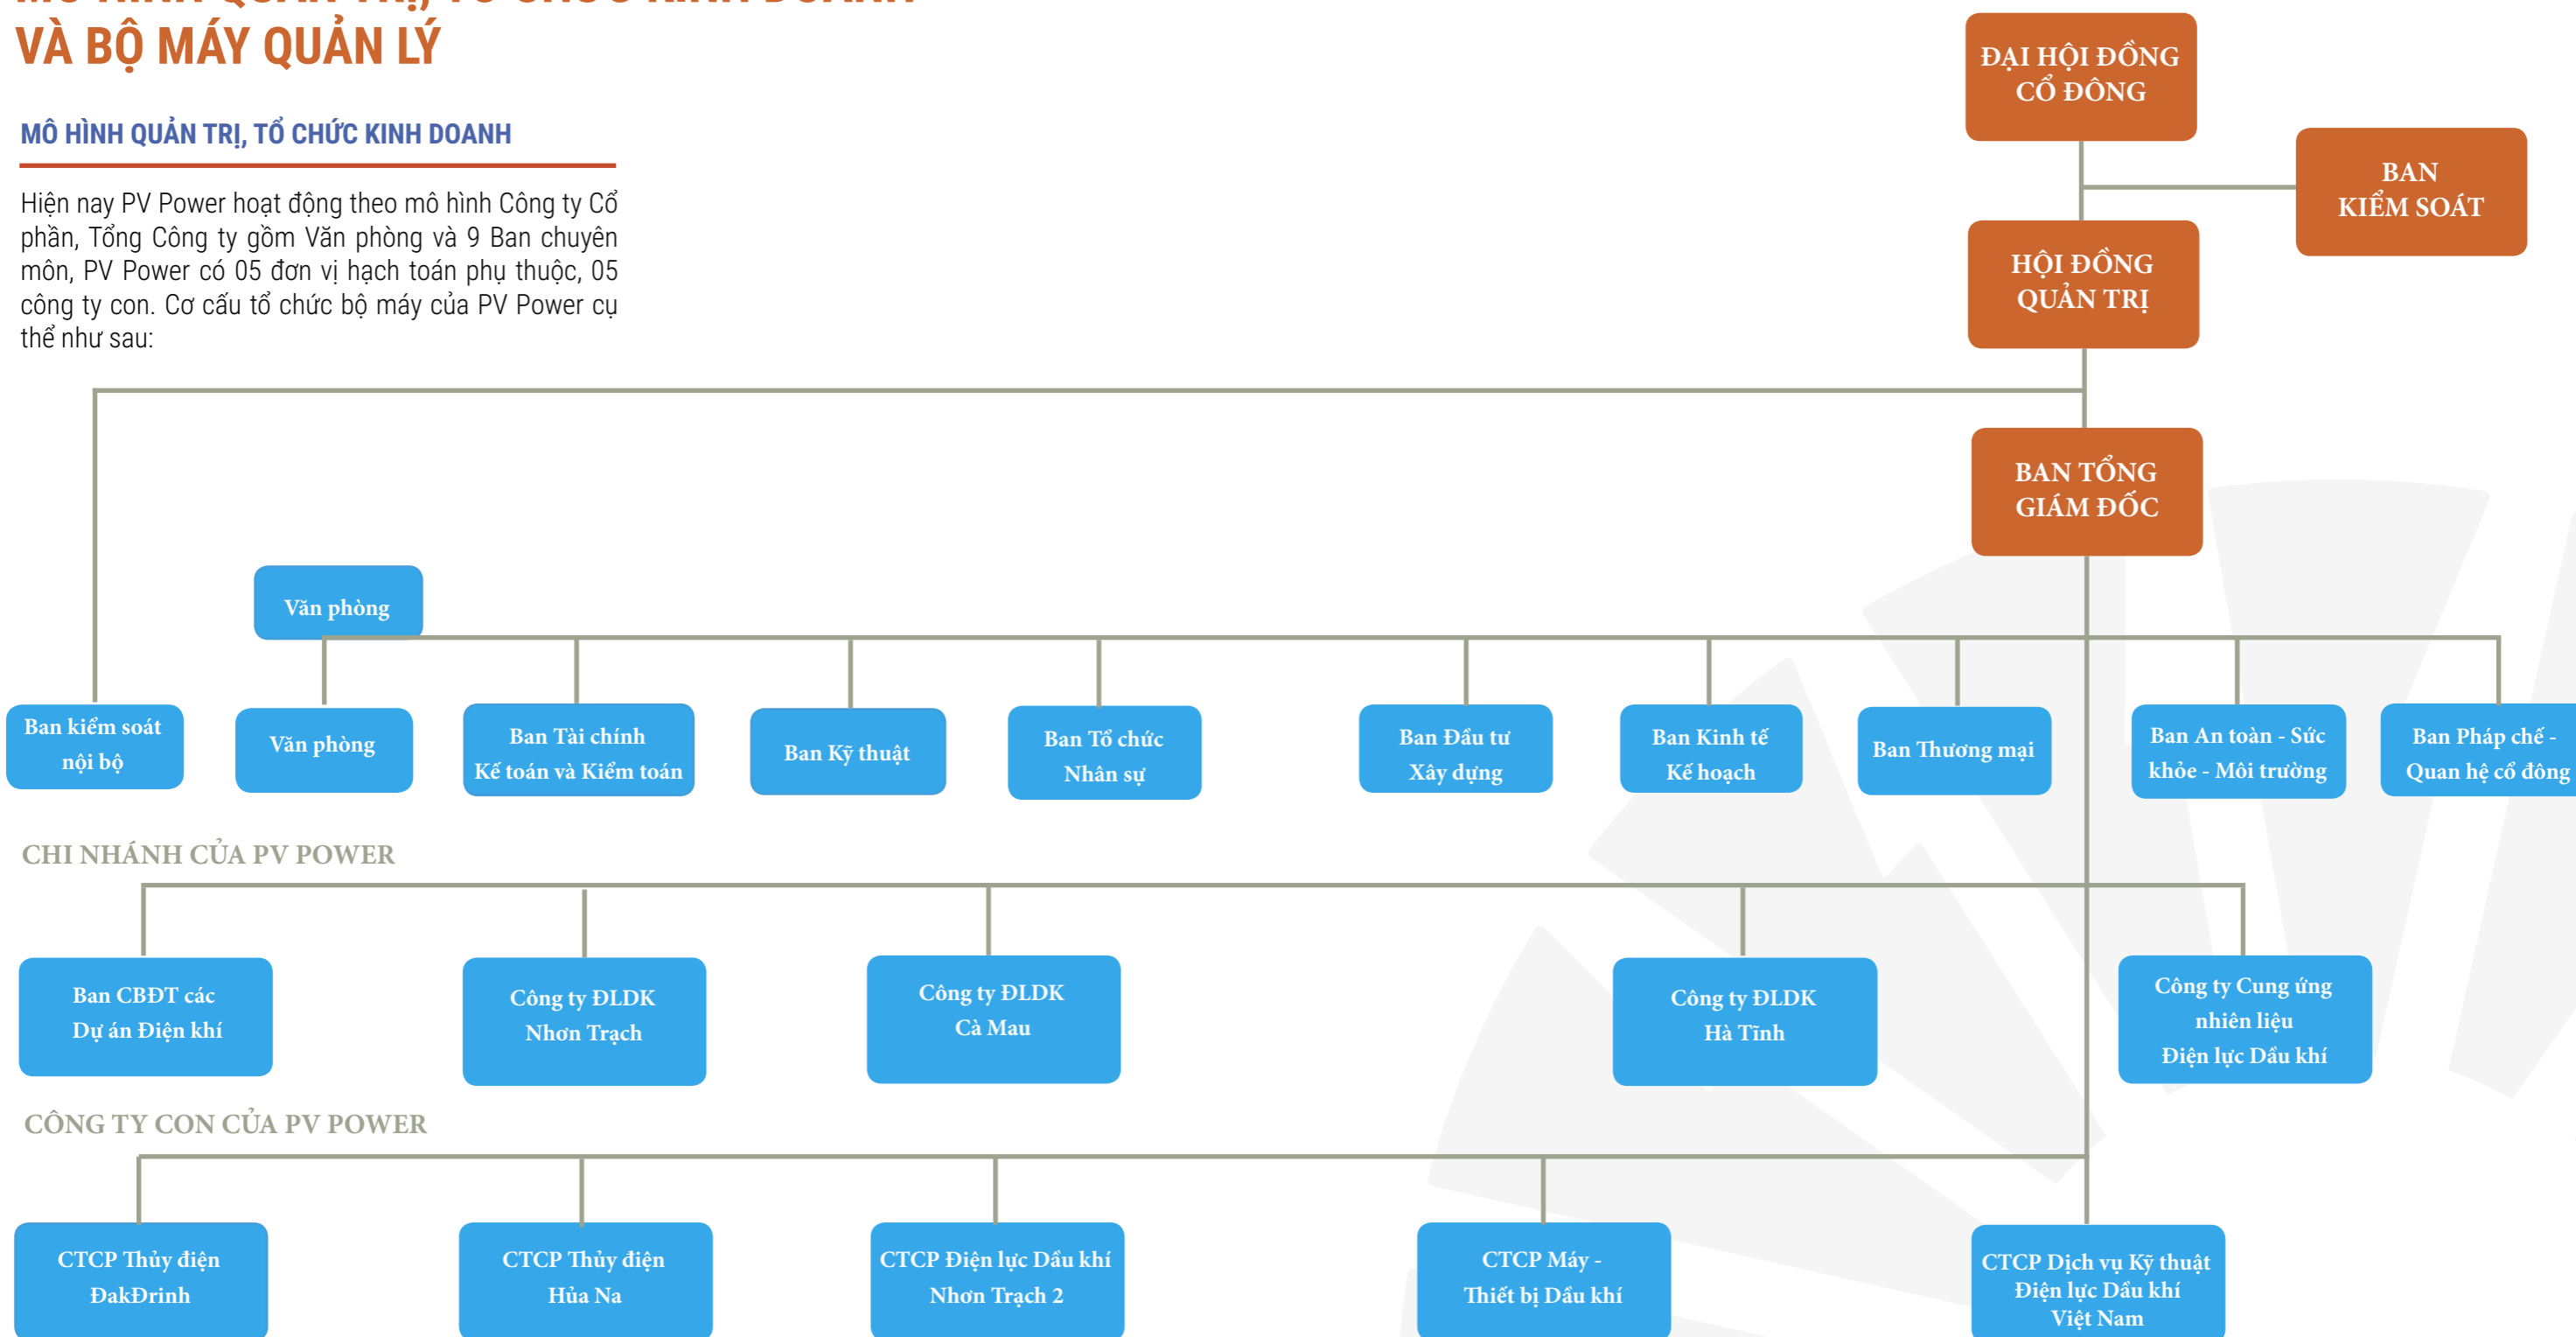 MÔ HÌNH QUẢN TRỊ, TỔ CHỨC KINH DOANH
VÀ BỘ MÁY QUẢN LÝ
MÔ HÌNH QUẢN TRỊ, TỔ CHỨC KINH DOANH
Hiện nay PV Power hoạt động theo mô hình Công ty Cổ
phần, Tổng Công ty gồm Văn phòng và 9 Ban chuyên
môn, PV Power có 05 đơn vị hạch toán phụ thuộc, 05
công ty con. Cơ cấu tổ chức bộ máy của PV Power cụ
thể như sau:
ĐẠI HỘI ĐỒNG
CỔ ĐÔNG
BAN
KIỂM SOÁT
HỘI ĐỒNG
QUẢN TRỊ
BAN TỔNG
GIÁM ĐỐC
Văn phòng
Ban kiểm soát
nội bộ
Văn phòng
Ban Tài chính
Kế toán và Kiểm toán
Ban Kỹ thuật
Ban Tổ chức
Nhân sự
Ban Đầu tư
Xây dựng
Ban Kinh tế
Kế hoạch
Ban Thương mại
Ban An toàn - Sức
khỏe - Môi trường
Ban Pháp chế -
Quan hệ cổ đông
CHI NHÁNH CỦA PV POWER
Ban CBĐT các
Dự án Điện khí
Công ty ĐLDK
Nhơn Trạch
Công ty ĐLDK
Cà Mau
Công ty ĐLDK
Hà Tĩnh
Công ty Cung ứng
nhiên liệu
Điện lực Dầu khí
CÔNG TY CON CỦA PV POWER
CTCP Thủy điện
ĐakĐrinh
CTCP Thủy điện
Hủa Na
CTCP Điện lực Dầu khí
Nhơn Trạch 2
CTCP Máy -
Thiết bị Dầu khí
CTCP Dịch vụ Kỹ thuật
Điện lực Dầu khí
Việt Nam